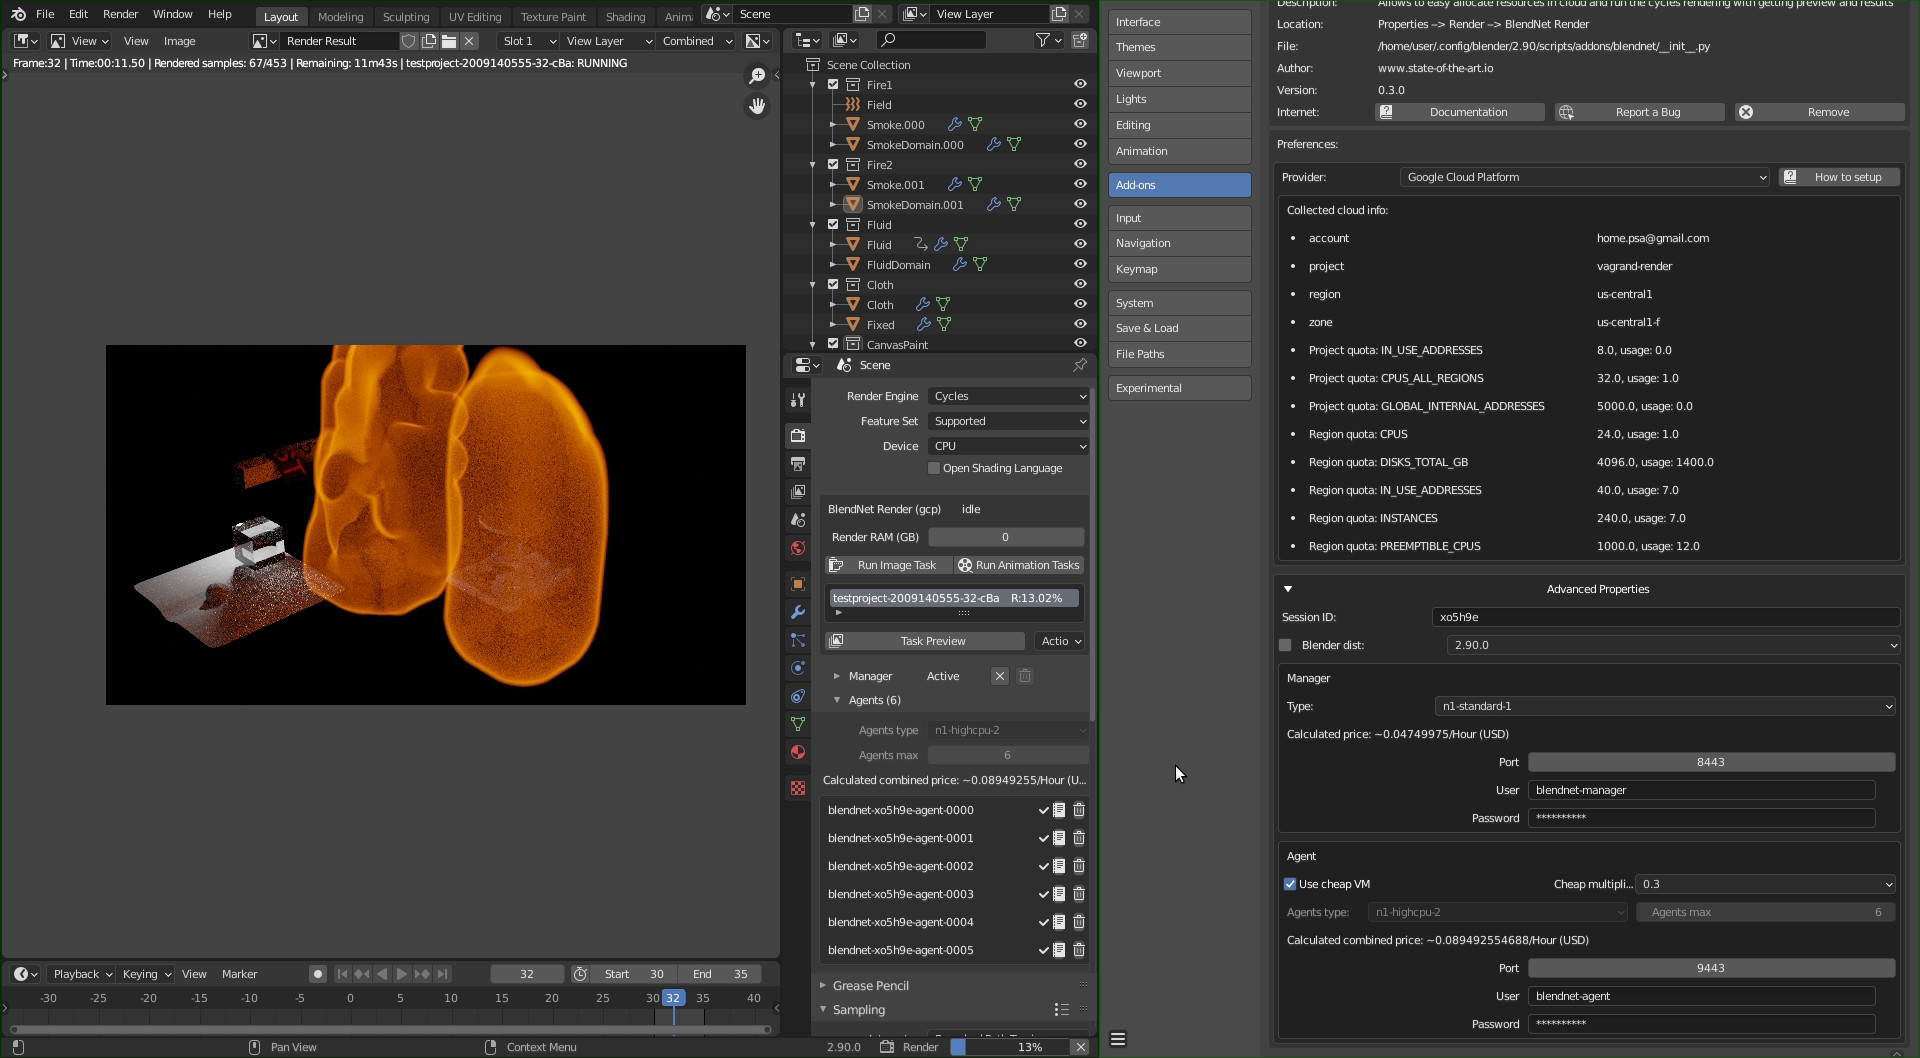 File Edit Render Window Help Layout Modeling Sculpting UV Editing Texture Paint Shading Anima Scene View Layer
View View Image Render Result Slot 1 View Layer Combined
Frame:32 | Time:00:11.50 | Rendered samples: 67/453 | Remaining: 11m43s | testproject-2009140555-32-cBa: RUNNING
Playback Keying View Marker 32 Start 30 End 35
-30 -25 -20 -15 -10 -5 0 5 10 15 20 25 30 32 35 40
Pan View Context Menu 2.90.0 Render 13%
Scene Collection
Fire1
Field
Smoke.000
SmokeDomain.000
Fire2
Smoke.001
SmokeDomain.001
Fluid
Fluid
FluidDomain
Cloth
Cloth
Fixed
CanvasPaint
Scene
Render Engine Cycles
Feature Set Supported
Device CPU
Open Shading Language
BlendNet Render (gcp) idle
Render RAM (GB) 0
Run Image Task Run Animation Tasks
testproject-2009140555-32-cBa R:13.02%
Task Preview Actio
Manager Active
Agents (6)
Agents type n1-highcpu-2
Agents max 6
Calculated combined price: ~0.08949255/Hour (U...
blendnet-xo5h9e-agent-0000
blendnet-xo5h9e-agent-0001
blendnet-xo5h9e-agent-0002
blendnet-xo5h9e-agent-0003
blendnet-xo5h9e-agent-0004
blendnet-xo5h9e-agent-0005
Grease Pencil
Sampling
Interface
Themes
Viewport
Lights
Editing
Animation
Add-ons
Input
Navigation
Keymap
System
Save & Load
File Paths
Experimental
Description: Allows to easy allocate resources in cloud and run the cycles rendering with getting preview and results
Location: Properties --> Render --> BlendNet Render
File: /home/user/.config/blender/2.90/scripts/addons/blendnet/__init__.py
Author: www.state-of-the-art.io
Version: 0.3.0
Internet: Documentation Report a Bug Remove
Preferences:
Provider: Google Cloud Platform How to setup
Collected cloud info:
• account home.psa@gmail.com
• project vagrand-render
• region us-central1
• zone us-central1-f
• Project quota: IN_USE_ADDRESSES 8.0, usage: 0.0
• Project quota: CPUS_ALL_REGIONS 32.0, usage: 1.0
• Project quota: GLOBAL_INTERNAL_ADDRESSES 5000.0, usage: 0.0
• Region quota: CPUS 24.0, usage: 1.0
• Region quota: DISKS_TOTAL_GB 4096.0, usage: 1400.0
• Region quota: IN_USE_ADDRESSES 40.0, usage: 7.0
• Region quota: INSTANCES 240.0, usage: 7.0
• Region quota: PREEMPTIBLE_CPUS 1000.0, usage: 12.0
Advanced Properties
Session ID: xo5h9e
Blender dist: 2.90.0
Manager
Type: n1-standard-1
Calculated price: ~0.04749975/Hour (USD)
Port 8443
User blendnet-manager
Password **********
Agent
Use cheap VM Cheap multipli... 0.3
Agents type: n1-highcpu-2 Agents max 6
Calculated combined price: ~0.089492554688/Hour (USD)
Port 9443
User blendnet-agent
Password **********